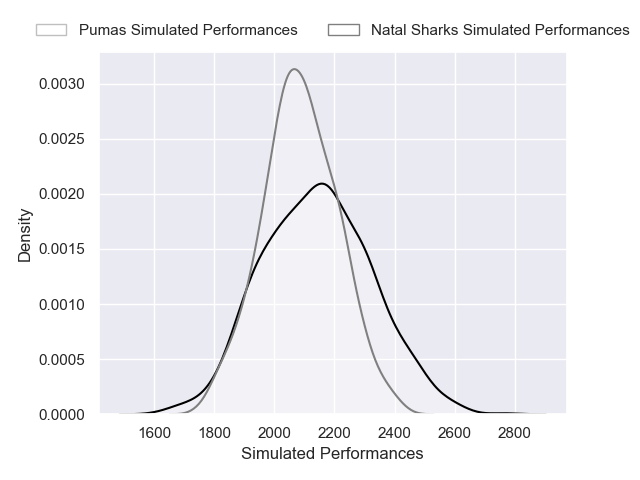 Pumas Simulated Performances Natal Sharks Simulated Performances
0.0030
0.0025
0.0020
0.0015
0.0010
0.0005
0.0000
Density
1600 1800 2000 2200 2400 2600 2800
Simulated Performances